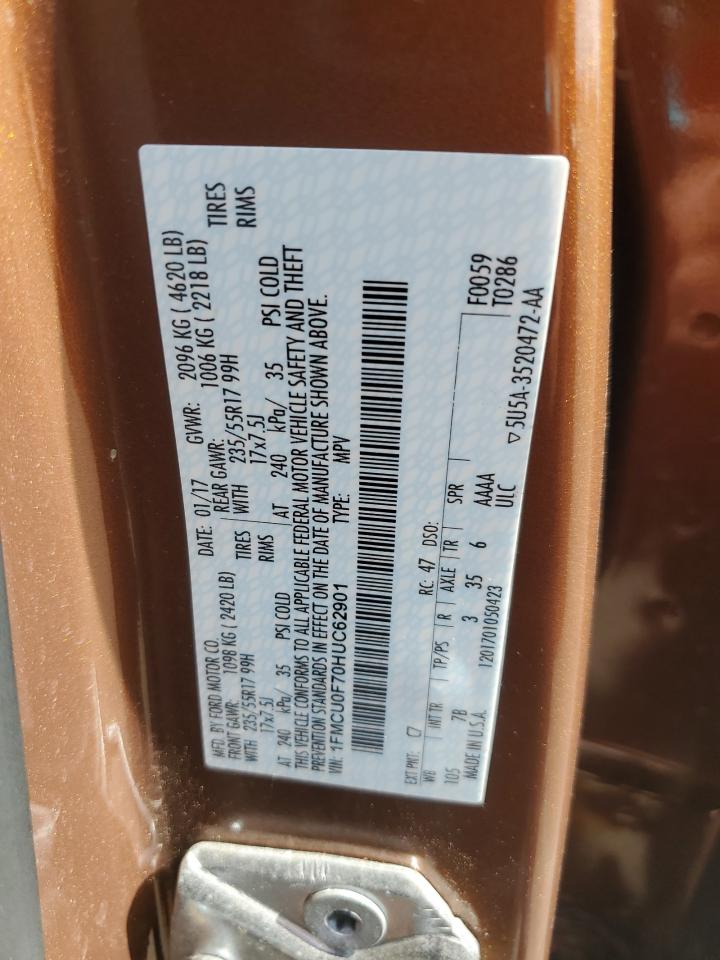 MFD. BY FORD MOTOR CO.
DATE: 01/17 GVWR: 2096 KG ( 4620 LB)
FRONT GAWR: 1098 KG ( 2420 LB) REAR GAWR: 1006 KG ( 2218 LB)
WITH 235/55R17 99H TIRES WITH 235/55R17 99H TIRES
17x7.5J RIMS 17x7.5J RIMS
AT 240 kPa/ 35 PSI COLD AT 240 kPa/ 35 PSI COLD
THIS VEHICLE CONFORMS TO ALL APPLICABLE FEDERAL MOTOR VEHICLE SAFETY AND THEFT
PREVENTION STANDARDS IN EFFECT ON THE DATE OF MANUFACTURE SHOWN ABOVE.
VIN: 1FMCU0F70HUC62901 TYPE: MPV
EXT PNT: C7 RC: 47 DSO: F0059
WB INT TR TP/PS R AXLE TR SPR T0286
105 7B 3 35 6 AAAA
MADE IN U.S.A. 1201701050423 ULC ▽5U5A-3520472-AA